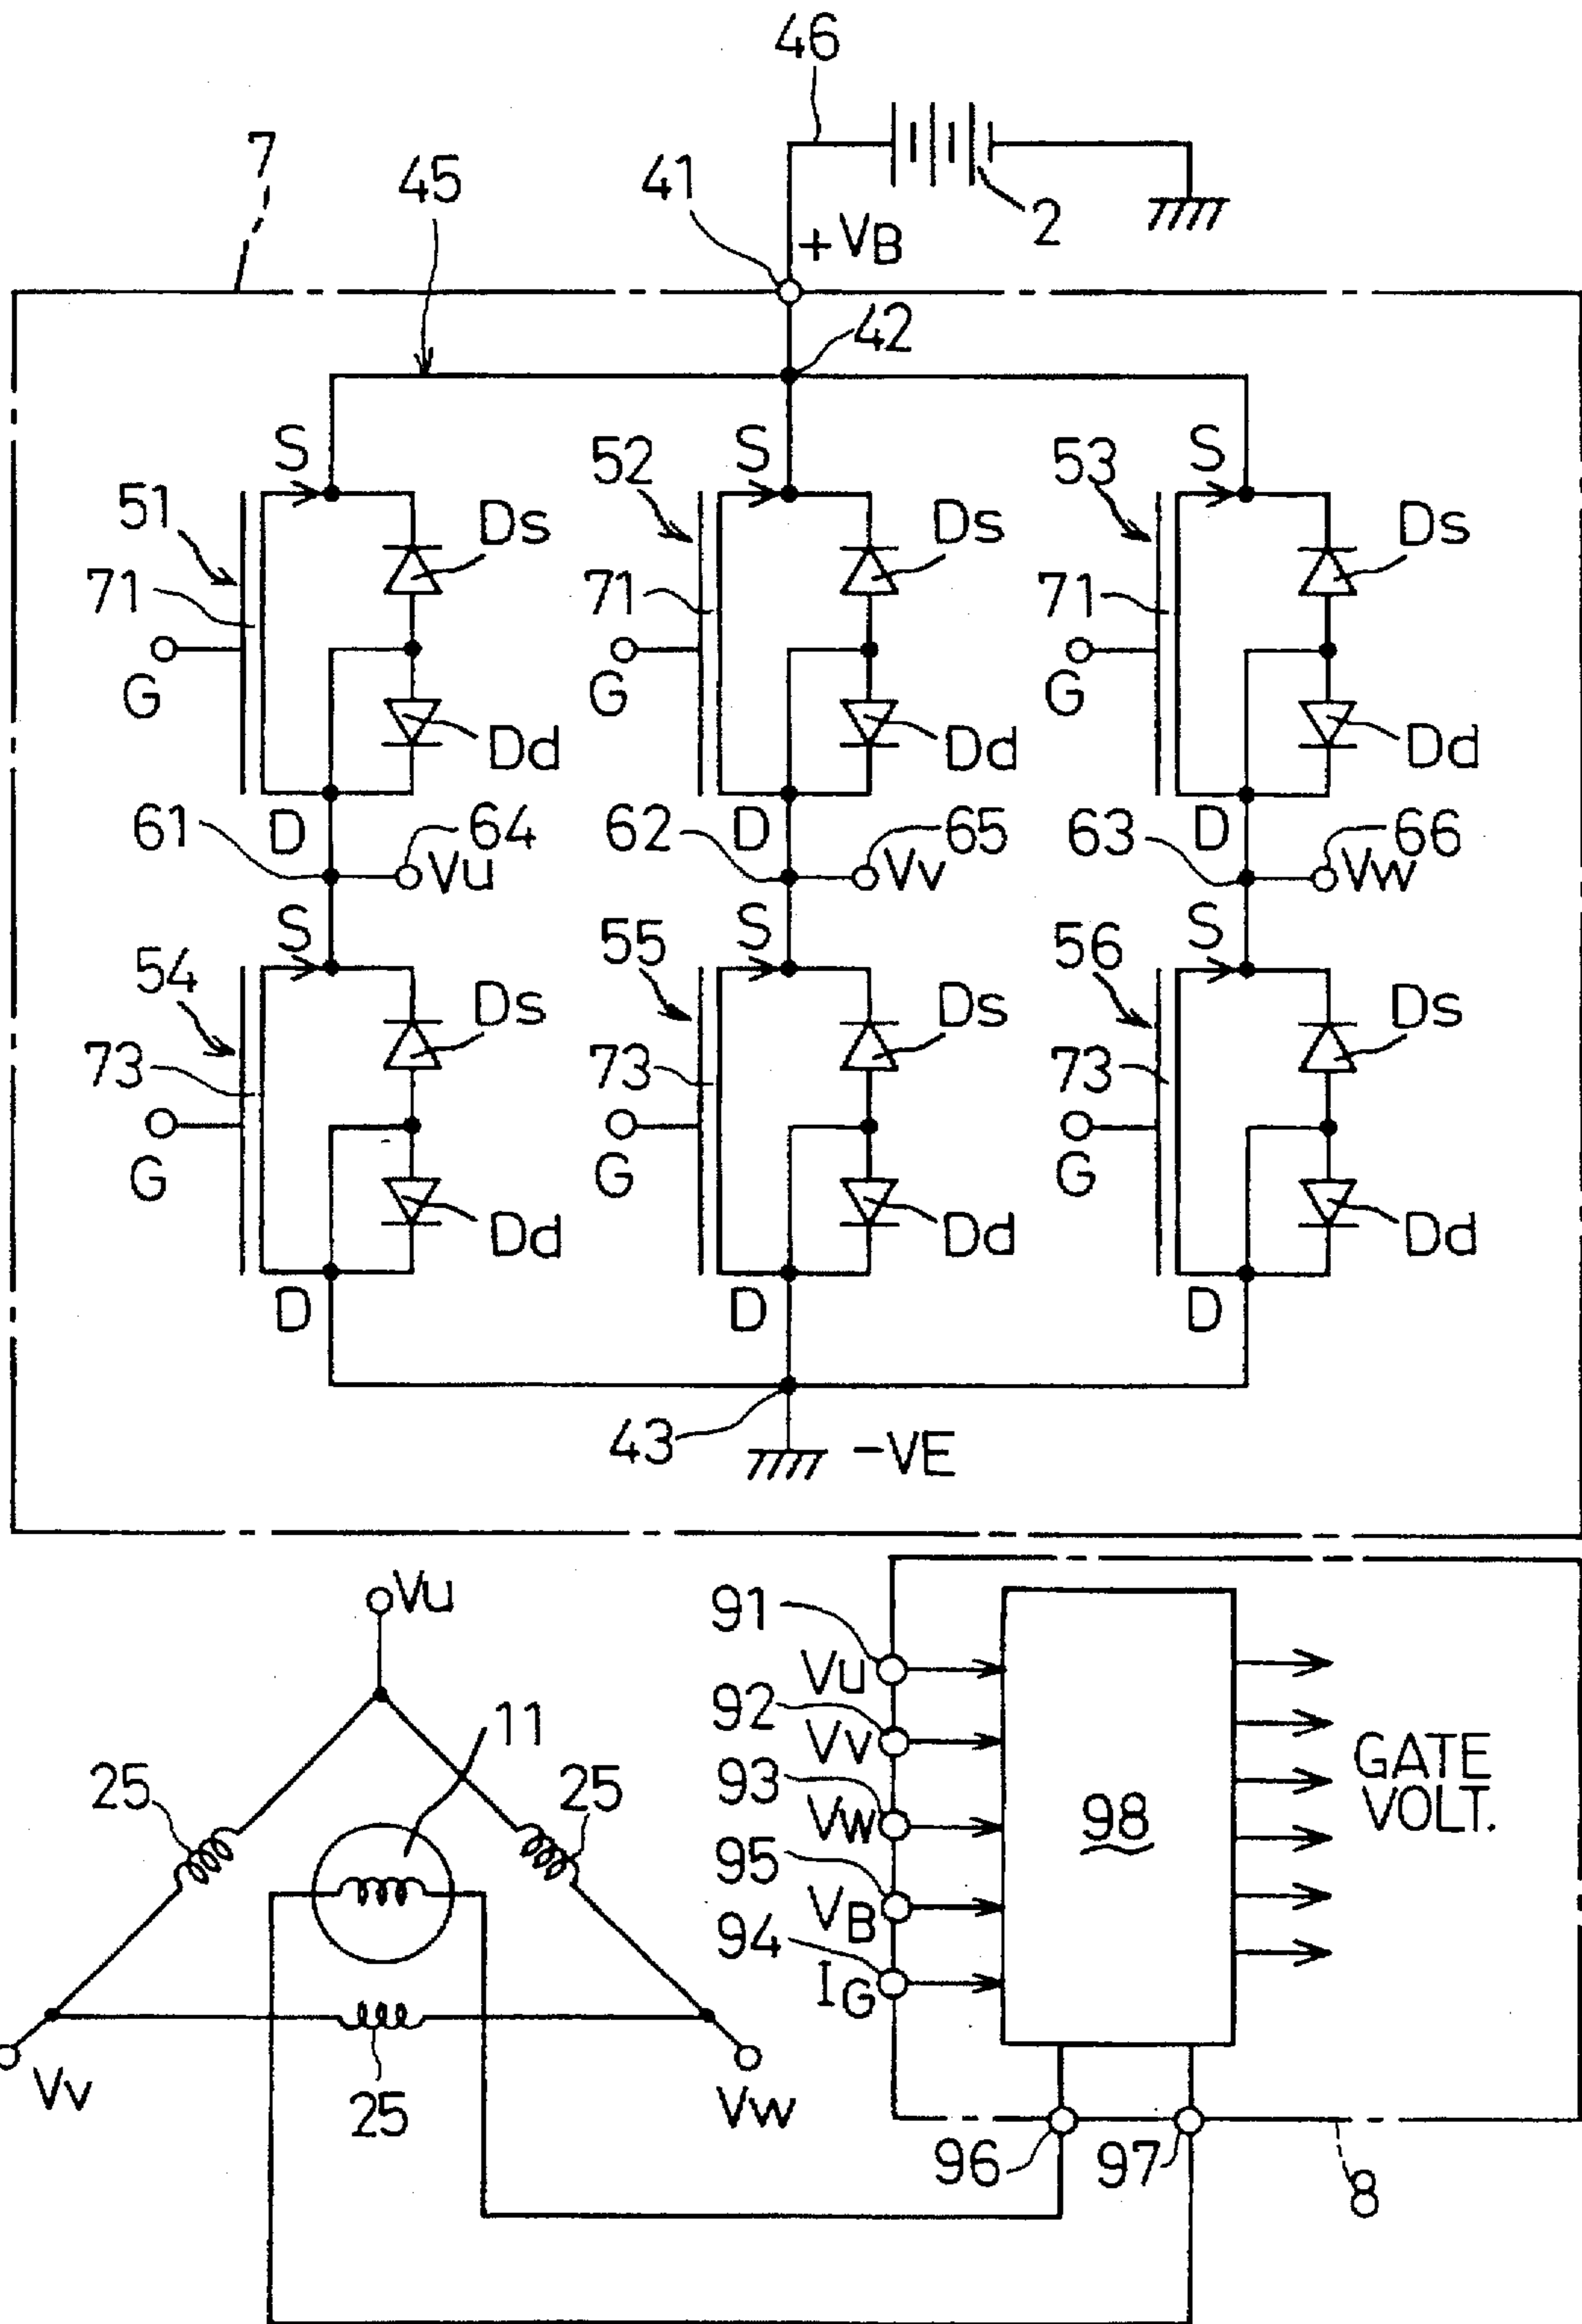 46
7
45
41
2
+VB
42
S
S
S
51
52
53
Ds
Ds
Ds
71
71
71
G
G
G
Dd
Dd
Dd
61
D
64
62
D
65
63
D
66
Vu
Vv
Vw
S
S
S
54
55
56
Ds
Ds
Ds
73
73
73
G
G
G
Dd
Dd
Dd
D
D
D
43
-VE
Vu
11
25
25
25
Vv
Vw
91
Vu
92
Vv
93
Vw
95
VB
94
IG
98
GATE
VOLT.
96
97
8